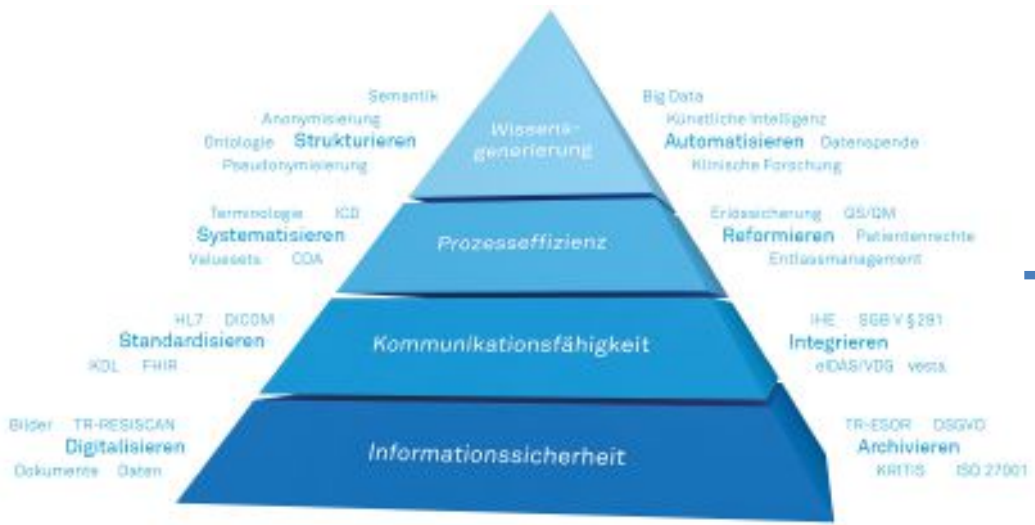 Semantik
Anonymisierung
Ontologie Strukturieren
Pseudonymisierung
Big Data
Künstliche Intelligenz
Automatisieren Datenspende
Klinische Forschung
Wissens-
generierung
Terminologie ICD
Systematisieren
Valuesets CDA
Erlössicherung QS/QM
Reformieren Patientenrechte
Entlassmanagement
Prozesseffizienz
HL7 DICOM
Standardisieren
KDL FHIR
IHE SGB V § 291
Integrieren
eIDAS/VDG vesta
Kommunikationsfähigkeit
Bilder TR-RESISCAN
Digitalisieren
Dokumente Daten
TR-ESOR DSGVO
Archivieren
KRITIS ISO 27001
Informationssicherheit